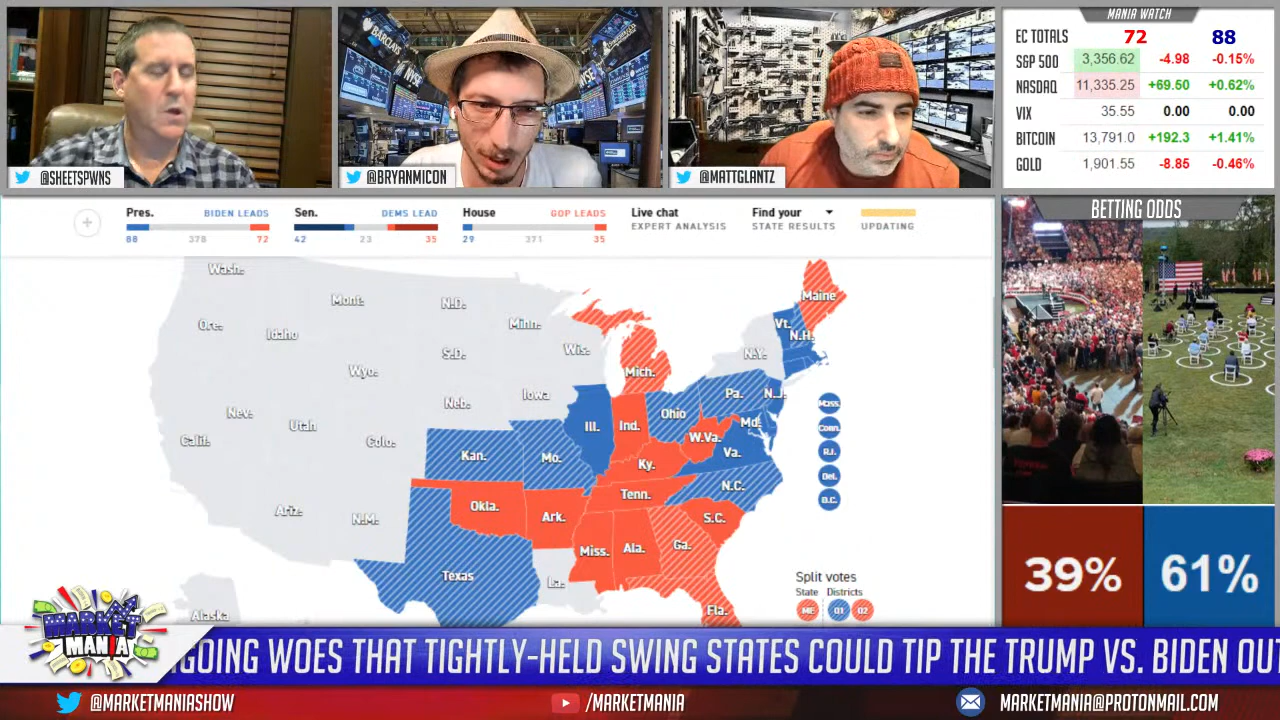 BARCLAYS
NYSE
NYSE
@SHEETSPWNS
@BRYANMICON
@MATTGLANTZ
MANIA WATCH
EC TOTALS 72 88
S&P 500 3,356.62 -4.98 -0.15%
NASDAQ 11,335.25 +69.50 +0.62%
VIX 35.55 0.00 0.00
BITCOIN 13,791.0 +192.3 +1.41%
GOLD 1,901.55 -8.85 -0.46%
BETTING ODDS
39% 61%
Pres. BIDEN LEADS
88 378 72
Sen. DEMS LEAD
42 23 35
House GOP LEADS
29 371 35
Live chat
EXPERT ANALYSIS
Find your
STATE RESULTS
UPDATING
Wash.
Mont.
N.D.
Minn.
Maine
Ore.
Idaho
Vt.
N.H.
Wis.
S.D.
N.Y.
Wyo.
Mich.
Neb.
Iowa
Pa.
N.J.
Nev.
Utah
Colo.
Calif.
Ill.
Ind.
Ohio
Md.
W.Va.
Va.
Kan.
Mo.
Ky.
N.C.
Tenn.
Okla.
Ark.
S.C.
Ariz.
N.M.
Miss.
Ala.
Ga.
Texas
La.
Fla.
Alaska
Mass.
Conn.
R.I.
Del.
D.C.
Split votes
State Districts
ME 01 02
MARKET
MANIA
GOING WOES THAT TIGHTLY-HELD SWING STATES COULD TIP THE TRUMP VS. BIDEN OUT
@MARKETMANIASHOW
/MARKETMANIA
MARKETMANIA@PROTONMAIL.COM